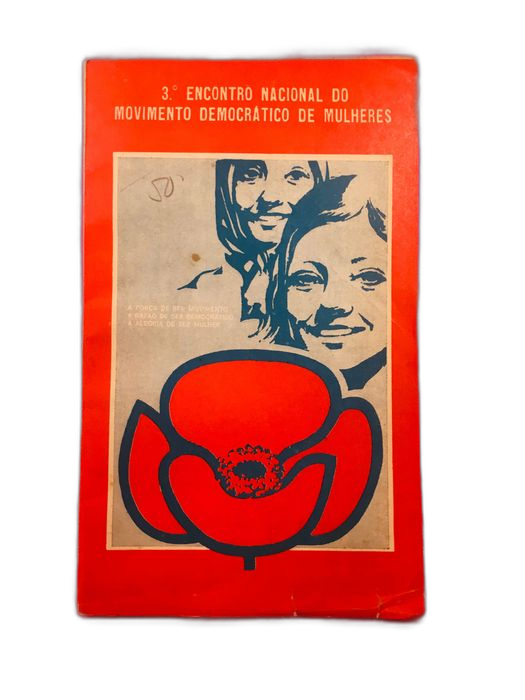 3.º ENCONTRO NACIONAL DO
MOVIMENTO DEMOCRÁTICO DE MULHERES
50
A FORÇA DE SER MOVIMENTO
A RAZÃO DE SER DEMOCRÁTICO
A ALEGRIA DE SER MULHER